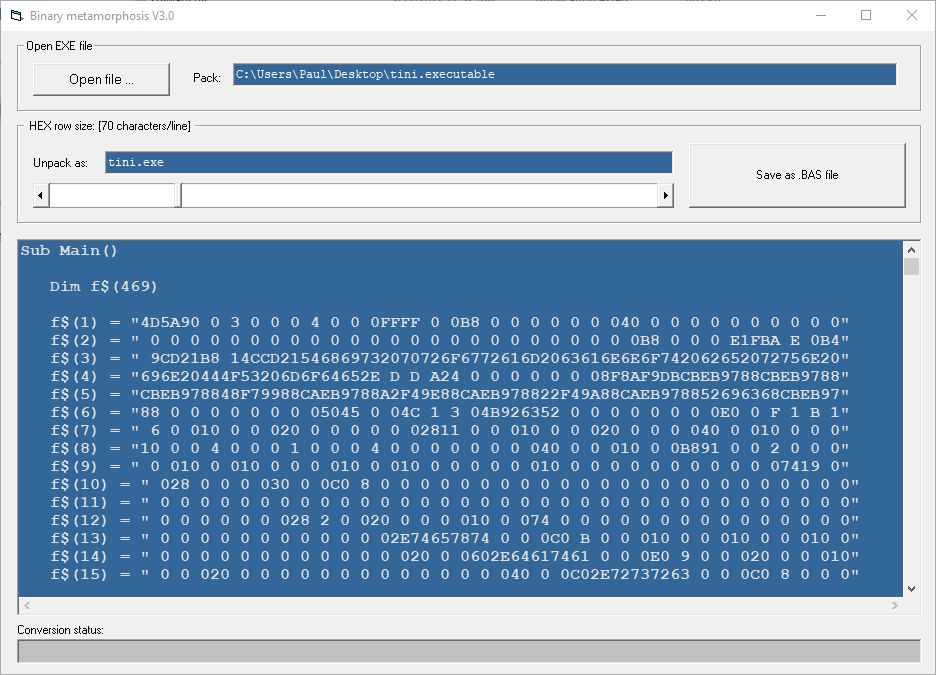 Binary metamorphosis V3.0
Open EXE file
Open file ...
Pack:
C:\Users\Paul\Desktop\tini.executable
HEX row size: [70 characters/line]
Unpack as:
tini.exe
Save as .BAS file
Sub Main()
Dim f$(469)
f$(1) = "4D5A90 0 3 0 0 0 4 0 0 0FFFF 0 0B8 0 0 0 0 0 0 040 0 0 0 0 0 0 0 0 0 0"
f$(2) = " 0 0 0 0 0 0 0 0 0 0 0 0 0 0 0 0 0 0 0 0 0 0 0 0 0B8 0 0 0 E1FBA E 0B4"
f$(3) = " 9CD21B8 14CCD21546869732070726F6772616D2063616E6E6F742062652072756E20"
f$(4) = "696E20444F53206D6F64652E D D A24 0 0 0 0 0 0 08F8AF9DBCBEB9788CBEB9788"
f$(5) = "CBEB978848F79988CAEB9788A2F49E88CAEB978822F49A88CAEB978852696368CBEB97"
f$(6) = "88 0 0 0 0 0 0 0 05045 0 04C 1 3 04B926352 0 0 0 0 0 0 0 0E0 0 F 1 B 1"
f$(7) = " 6 0 010 0 0 020 0 0 0 0 0 02811 0 0 010 0 0 020 0 0 0 040 0 010 0 0 0"
f$(8) = "10 0 0 4 0 0 0 1 0 0 0 4 0 0 0 0 0 0 0 040 0 0 010 0 0B891 0 0 2 0 0 0"
f$(9) = " 0 010 0 010 0 0 0 010 0 010 0 0 0 0 0 010 0 0 0 0 0 0 0 0 0 0 07419 0"
f$(10) = " 028 0 0 0 030 0 0C0 8 0 0 0 0 0 0 0 0 0 0 0 0 0 0 0 0 0 0 0 0 0 0 0 0"
f$(11) = " 0 0 0 0 0 0 0 0 0 0 0 0 0 0 0 0 0 0 0 0 0 0 0 0 0 0 0 0 0 0 0 0 0 0 0"
f$(12) = " 0 0 0 0 0 0 028 2 0 020 0 0 0 010 0 074 0 0 0 0 0 0 0 0 0 0 0 0 0 0 0"
f$(13) = " 0 0 0 0 0 0 0 0 0 0 0 02E74657874 0 0 0C0 B 0 0 010 0 0 010 0 0 010 0"
f$(14) = " 0 0 0 0 0 0 0 0 0 0 0 0 020 0 0602E64617461 0 0 0E0 9 0 0 020 0 0 010"
f$(15) = " 0 0 020 0 0 0 0 0 0 0 0 0 0 0 0 0 040 0 0C02E72737263 0 0 0C0 8 0 0 0"
Conversion status: